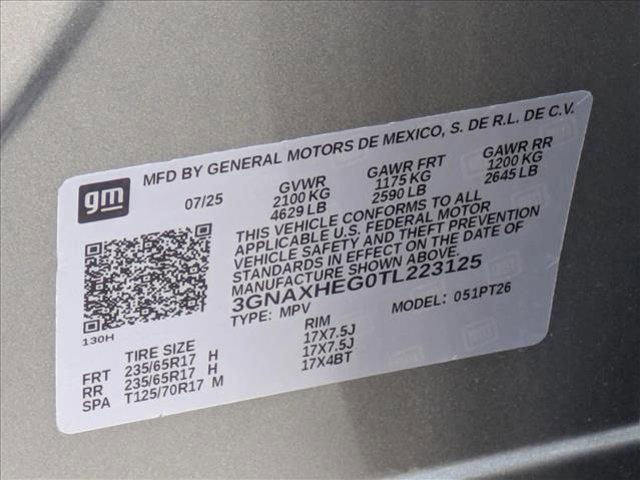 gm
MFD BY GENERAL MOTORS DE MEXICO, S. DE R.L. DE C.V.
07/25 GVWR GAWR FRT GAWR RR
2100 KG 1175 KG 1200 KG
4629 LB 2590 LB 2645 LB
THIS VEHICLE CONFORMS TO ALL
APPLICABLE U.S. FEDERAL MOTOR
VEHICLE SAFETY AND THEFT PREVENTION
STANDARDS IN EFFECT ON THE DATE OF
MANUFACTURE SHOWN ABOVE.
3GNAXHEG0TL223125
TYPE: MPV MODEL: 051PT26
130H
TIRE SIZE RIM
FRT 235/65R17 H 17X7.5J
RR 235/65R17 H 17X7.5J
SPA T125/70R17 M 17X4BT